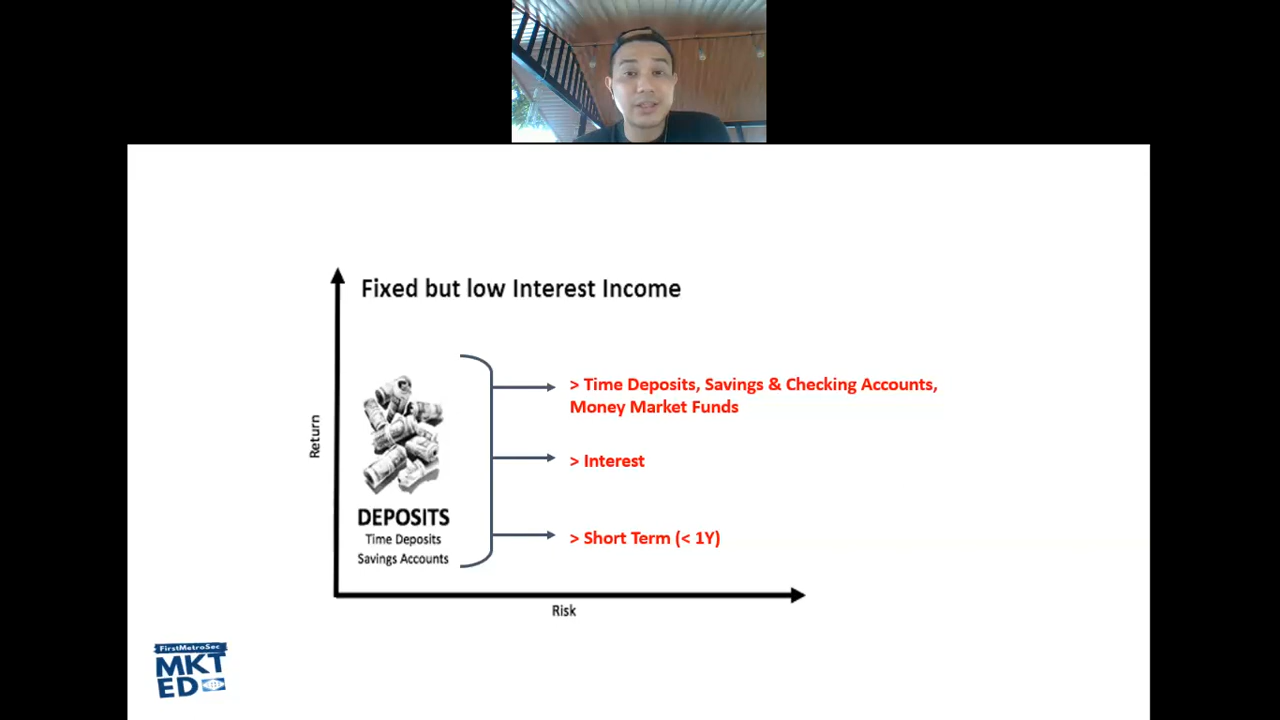 Fixed but low Interest Income
> Time Deposits, Savings & Checking Accounts,
Money Market Funds
> Interest
> Short Term (< 1Y)
Return
DEPOSITS
Time Deposits
Savings Accounts
Risk
FirstMetroSec
MKT
ED